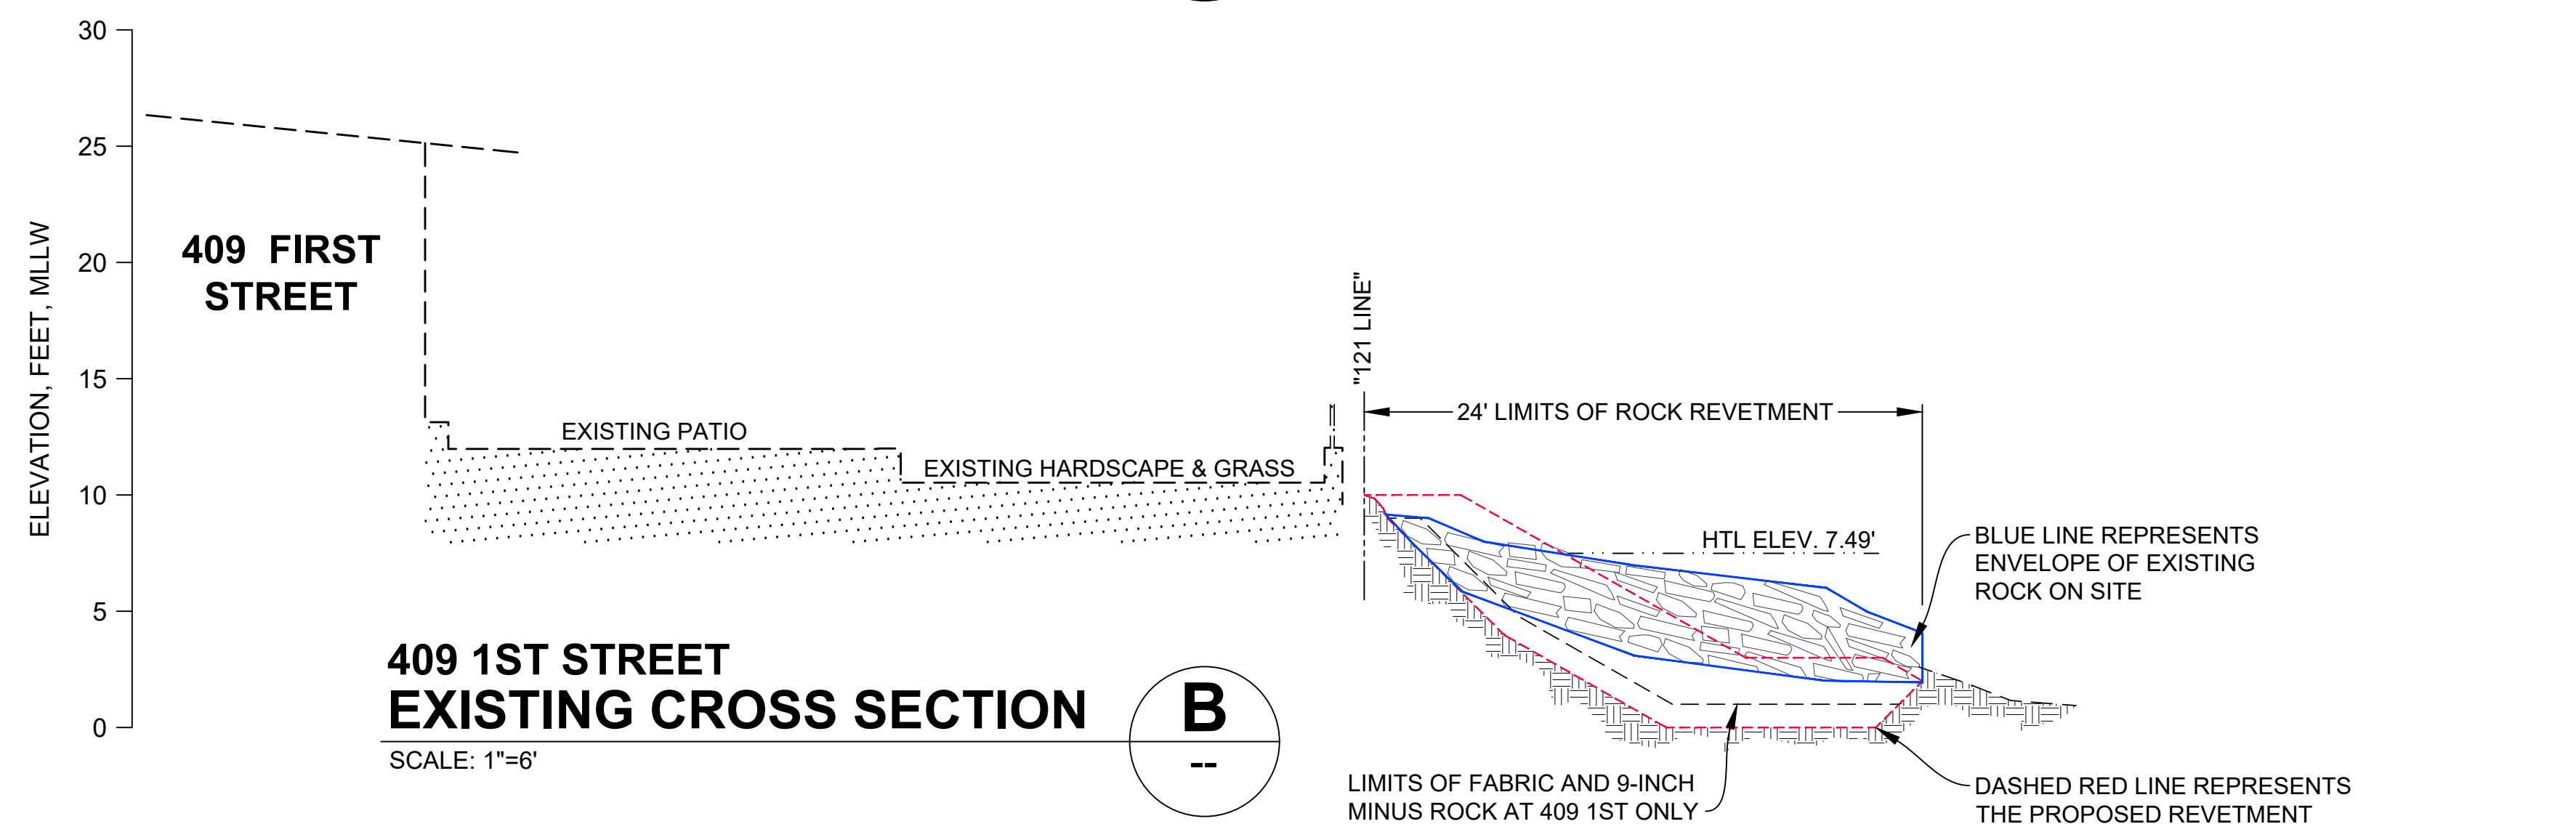 30
25
20
15
10
5
0
ELEVATION, FEET, MLLW
409 FIRST
STREET
EXISTING PATIO
EXISTING HARDSCAPE & GRASS
"121 LINE"
24' LIMITS OF ROCK REVETMENT
HTL ELEV. 7.49'
BLUE LINE REPRESENTS
ENVELOPE OF EXISTING
ROCK ON SITE
409 1ST STREET
EXISTING CROSS SECTION
SCALE: 1"=6'
B
--
LIMITS OF FABRIC AND 9-INCH
MINUS ROCK AT 409 1ST ONLY
DASHED RED LINE REPRESENTS
THE PROPOSED REVETMENT